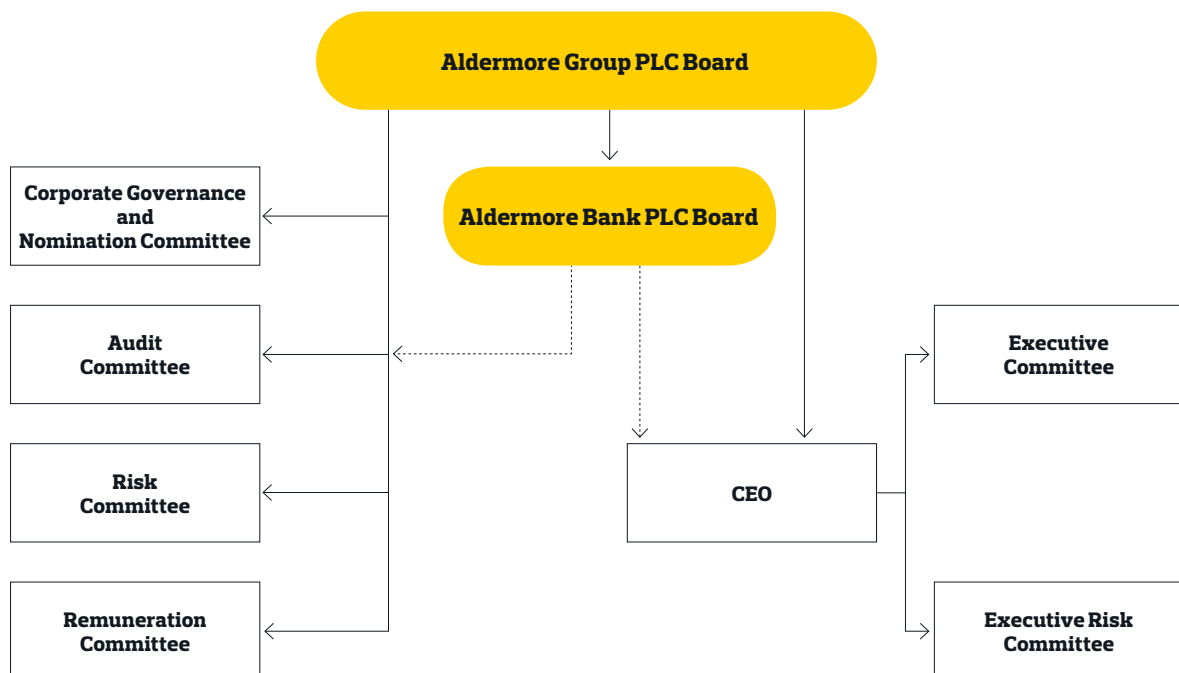 Aldermore Group PLC Board
Corporate Governance
and
Nomination Committee
Aldermore Bank PLC Board
Audit
Committee
Executive
Committee
Risk
Committee
CEO
Remuneration
Committee
Executive Risk
Committee